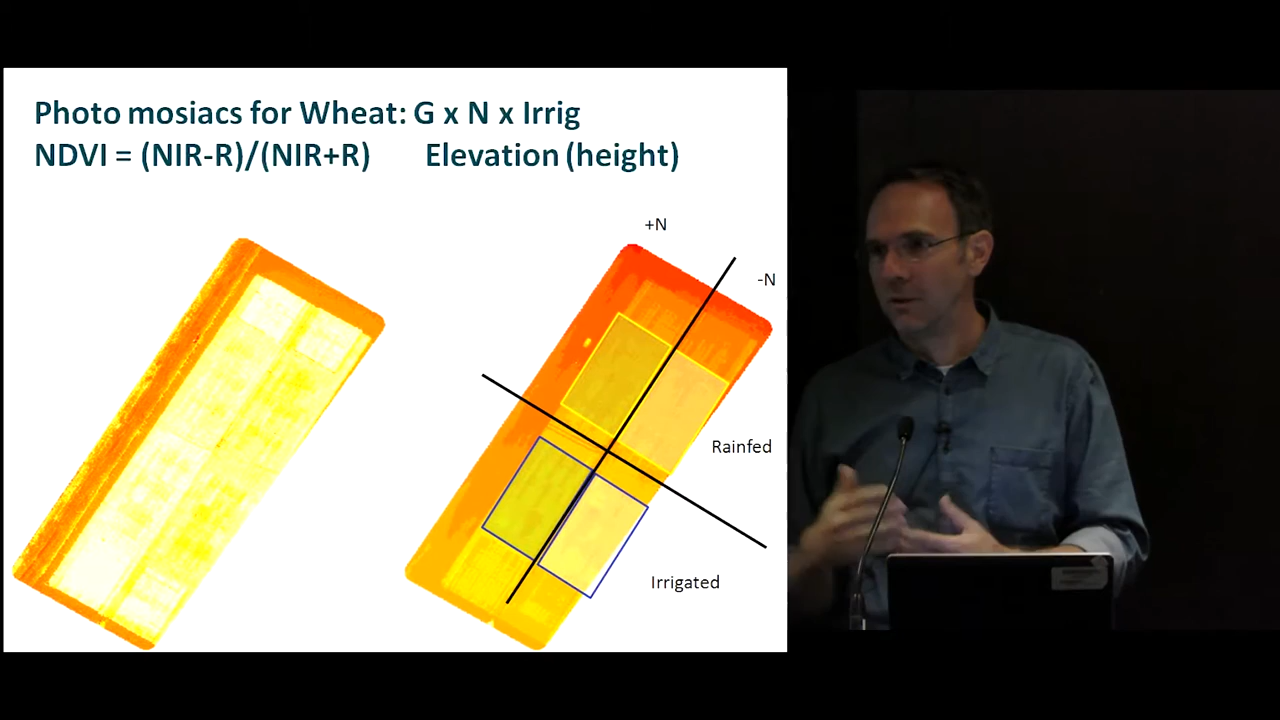 Photo mosiacs for Wheat: G x N x Irrig
NDVI = (NIR-R)/(NIR+R) Elevation (height)
+N
-N
Rainfed
Irrigated